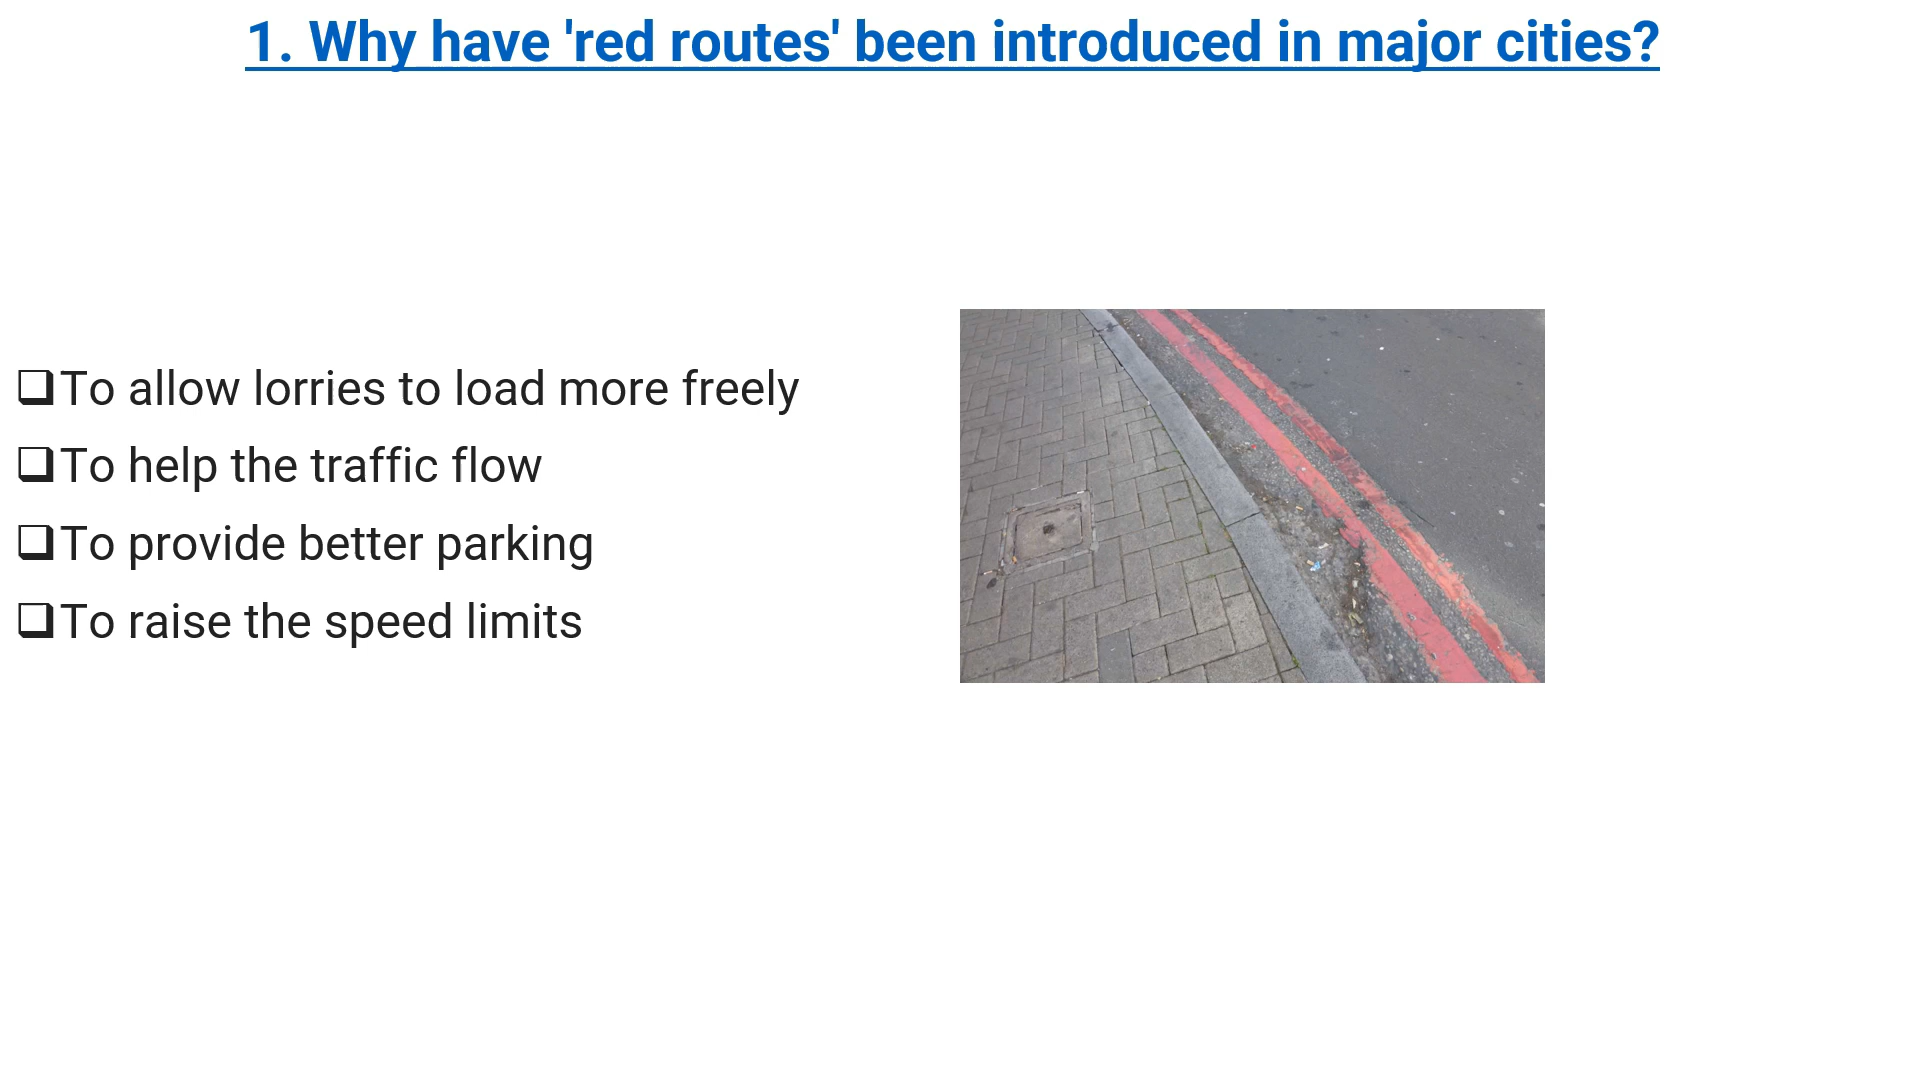 1. Why have 'red routes' been introduced in major cities?
❑To allow lorries to load more freely
❑To help the traffic flow
❑To provide better parking
❑To raise the speed limits